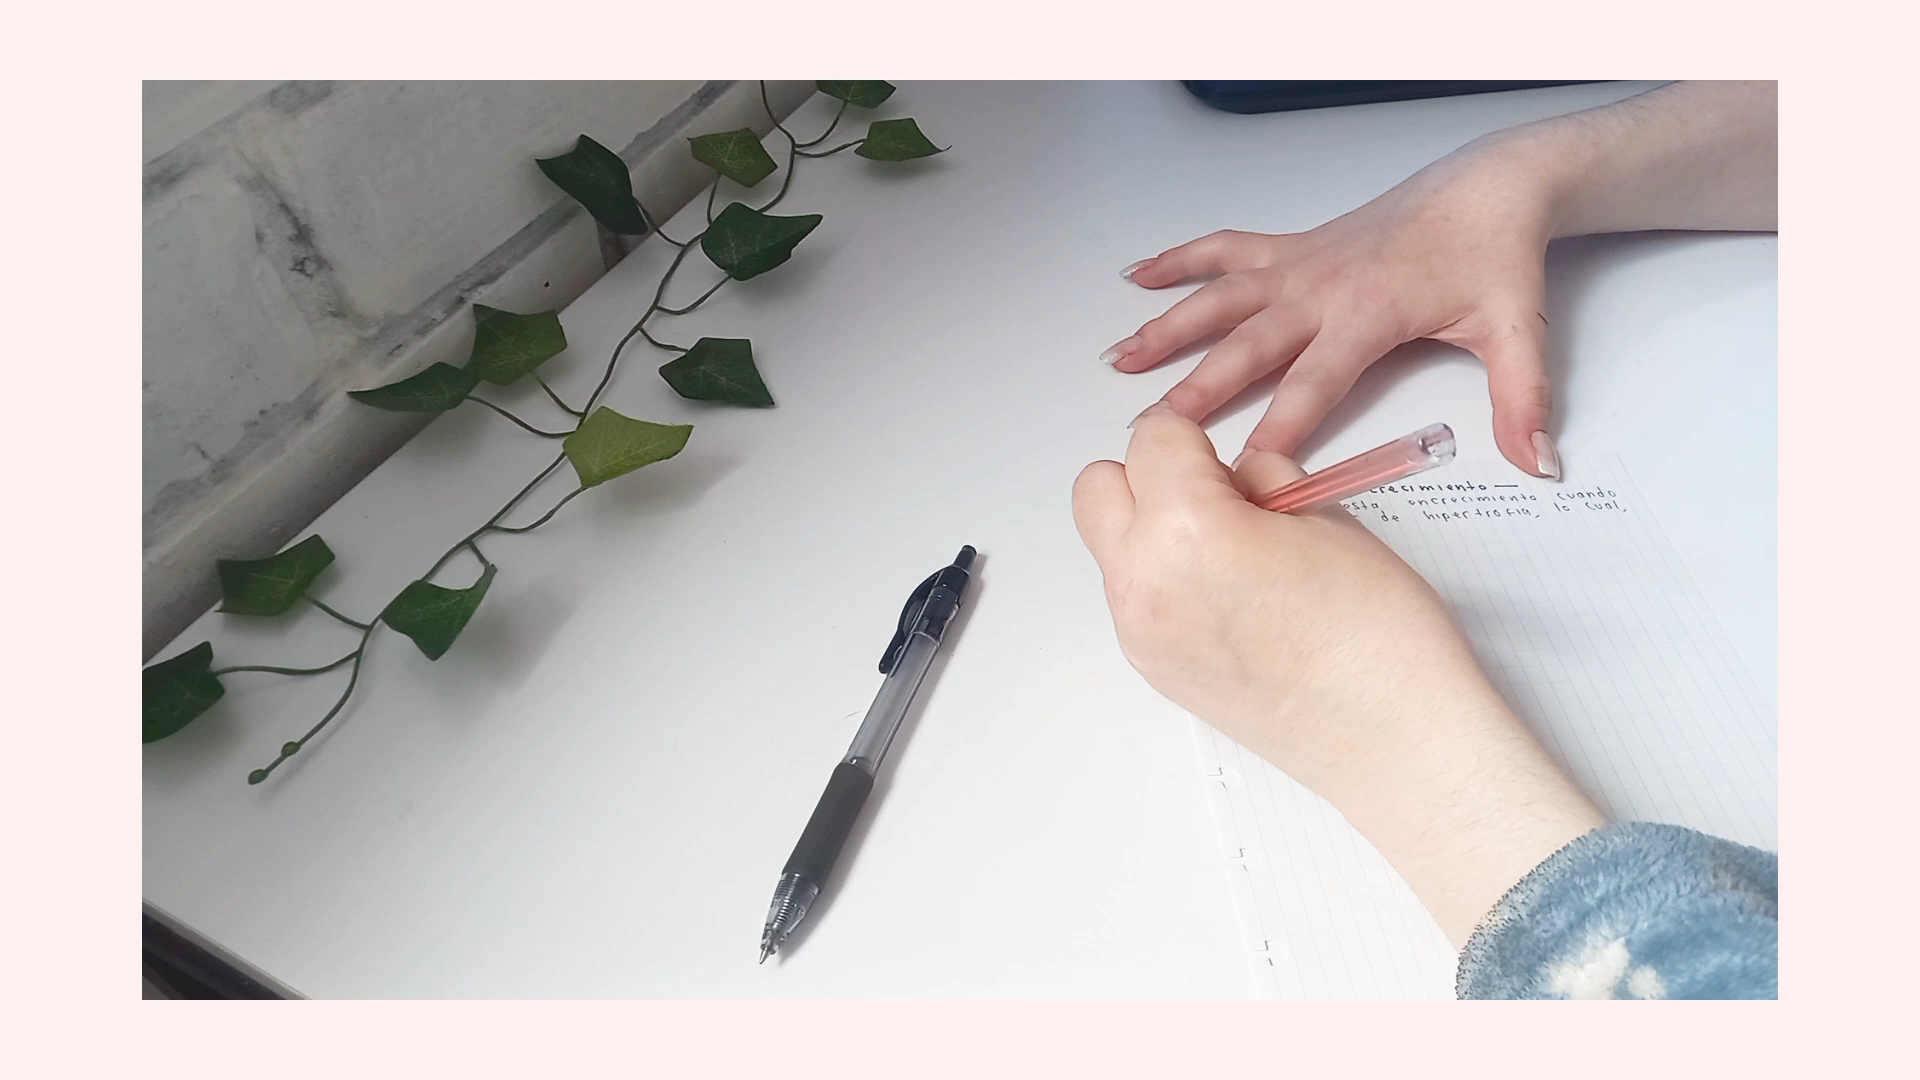 crecimiento —
esta encrecimiento cuando
de hipertrofia, lo cual,